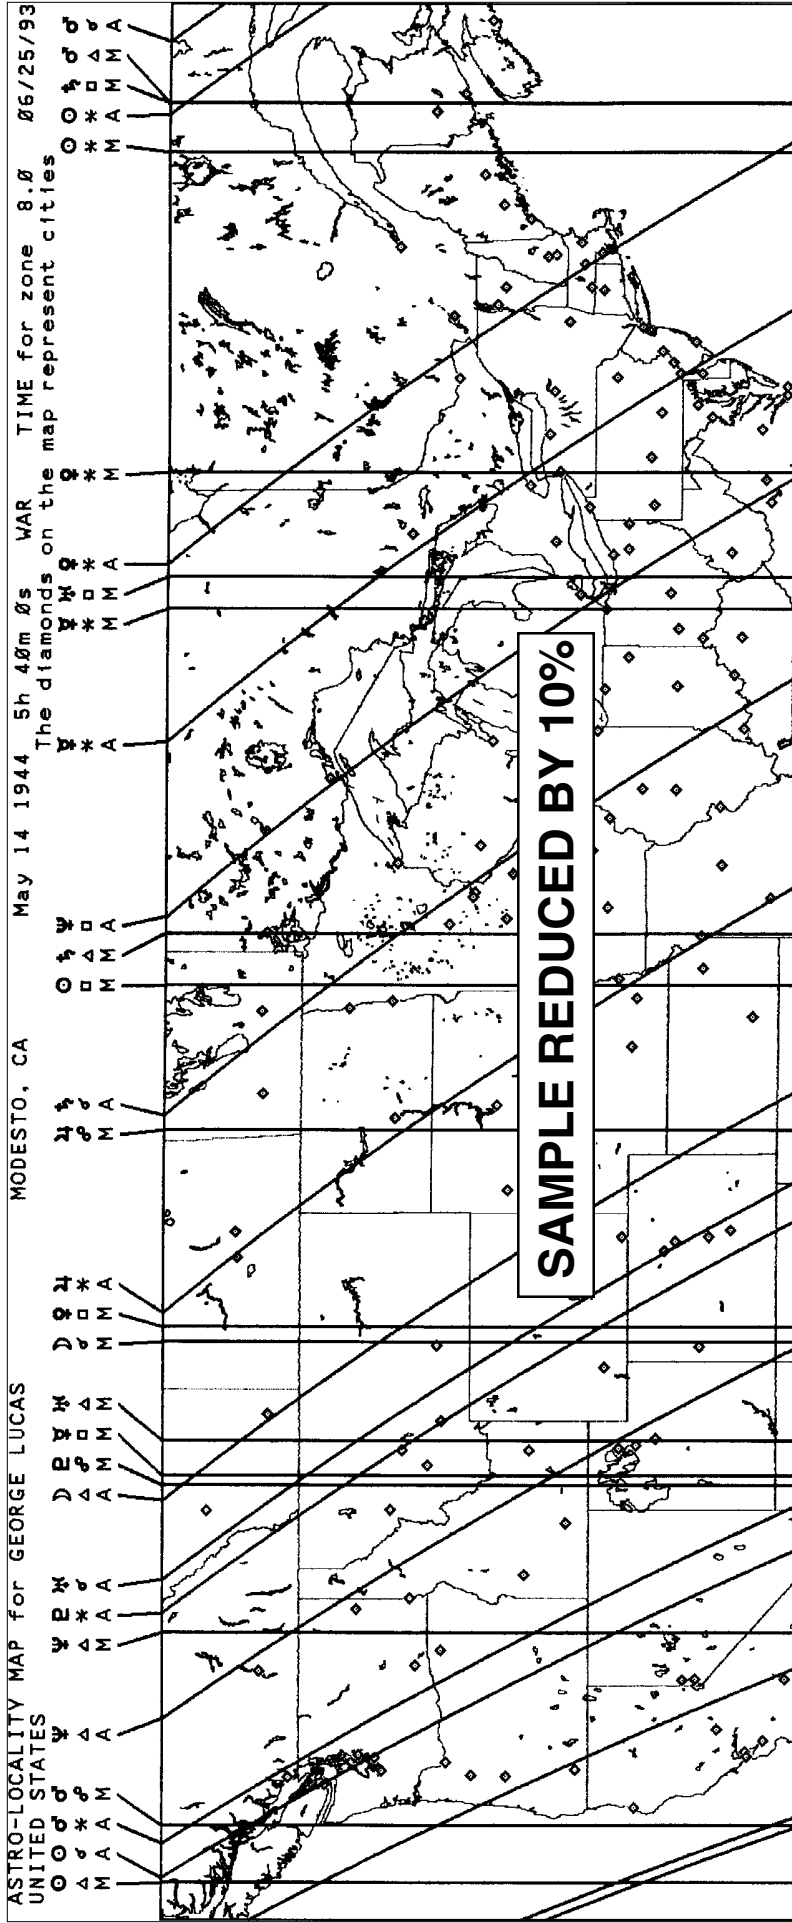 ASTRO-LOCALITY MAP for GEORGE LUCAS MODESTO, CA May 14 1944 5h 40m 0s WAR TIME for zone 8.0 06/25/93
UNITED STATES The diamonds on the map represent cities
☉ ☉ ♂ ♂ ♆ ♆ ♇ ♅ ☽ ♇ ☿ ♅ ☽ ♀ ♃ ♃ ♄ ☉ ♄ ♆ ☿ ☿ ♅ ♀ ♀ ☉ ☉ ♄ ♂ ♂
△ ☌ ⚹ ☍ △ △ ⚹ ☌ △ ☍ □ △ ☌ □ ⚹ ☍ ☌ □ △ □ ⚹ ⚹ □ ⚹ ⚹ ⚹ ⚹ □ △ ☌
M A A M A M A A A M M M M M A M A M M A A M M A M M A M M A
SAMPLE REDUCED BY 10%